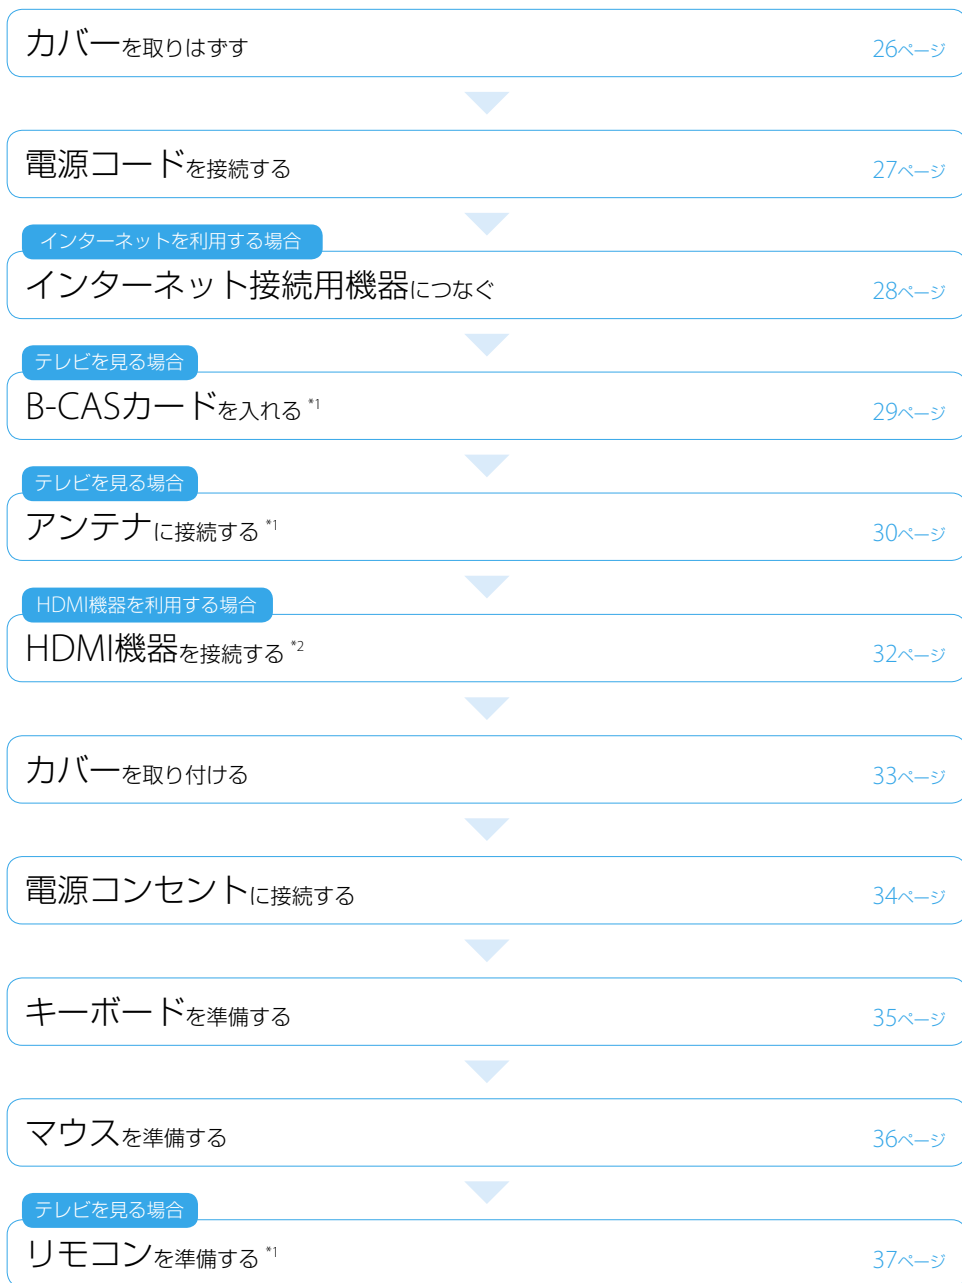 カバーを取りはずす 26ページ
電源コードを接続する 27ページ
インターネットを利用する場合
インターネット接続用機器につなぐ 28ページ
テレビを見る場合
B-CASカードを入れる *1 29ページ
テレビを見る場合
アンテナに接続する *1 30ページ
HDMI機器を利用する場合
HDMI機器を接続する *2 32ページ
カバーを取り付ける 33ページ
電源コンセントに接続する 34ページ
キーボードを準備する 35ページ
マウスを準備する 36ページ
テレビを見る場合
リモコンを準備する *1 37ページ